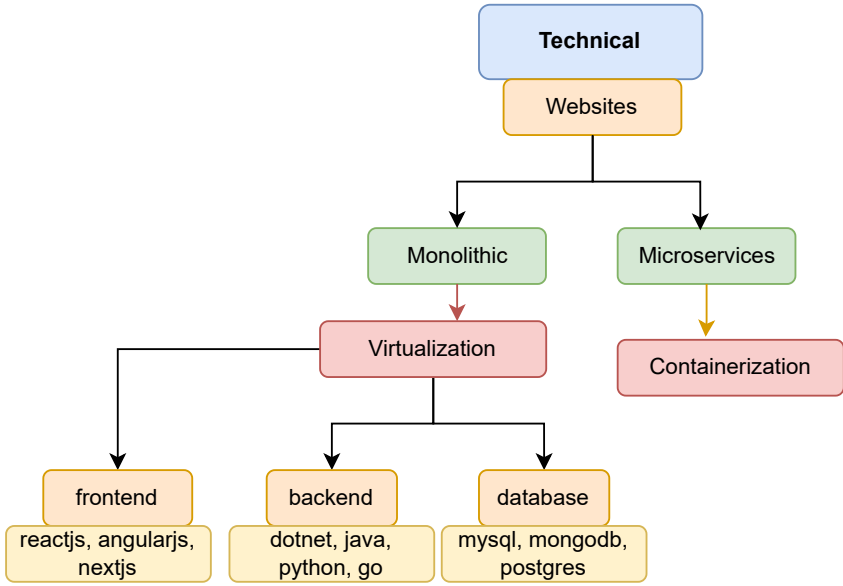 Technical
Websites
Monolithic
Microservices
Virtualization
Containerization
frontend
backend
database
reactjs, angularjs,
nextjs
dotnet, java,
python, go
mysql, mongodb,
postgres